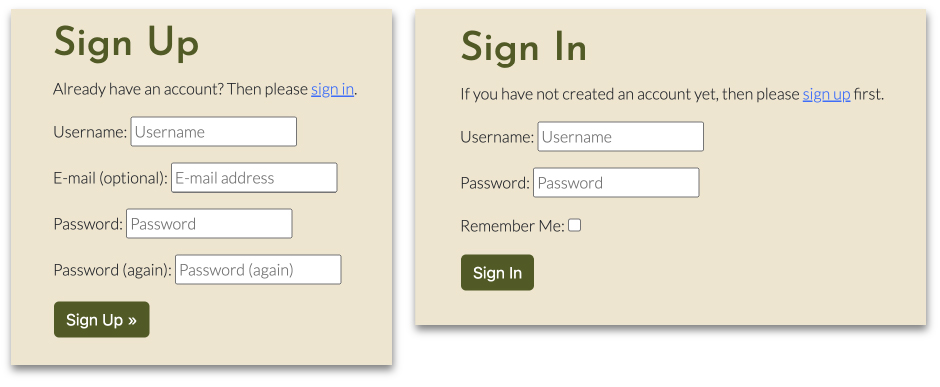 Sign Up
Already have an account? Then please sign in.
Username: Username
E-mail (optional): E-mail address
Password: Password
Password (again): Password (again)
Sign Up »
Sign In
If you have not created an account yet, then please sign up first.
Username: Username
Password: Password
Remember Me:
Sign In